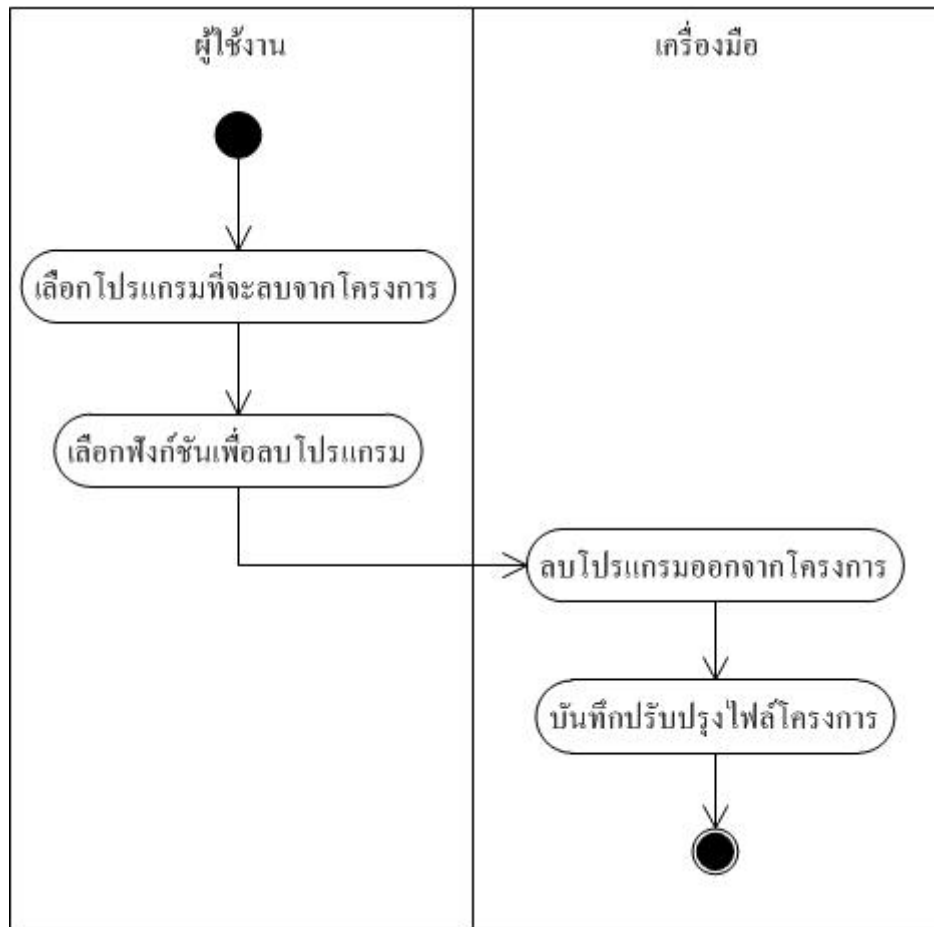 ผู้ใช้งาน
เครื่องมือ
เลือกโปรแกรมที่จะลบจากโครงการ
เลือกฟังก์ชันเพื่อลบโปรแกรม
ลบโปรแกรมออกจากโครงการ
บันทึกปรับปรุงไฟล์โครงการ